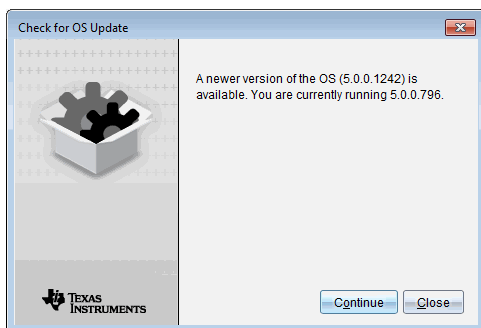 Check for OS Update
A newer version of the OS (5.0.0.1242) is
available. You are currently running 5.0.0.796.
TEXAS
INSTRUMENTS
Continue Close